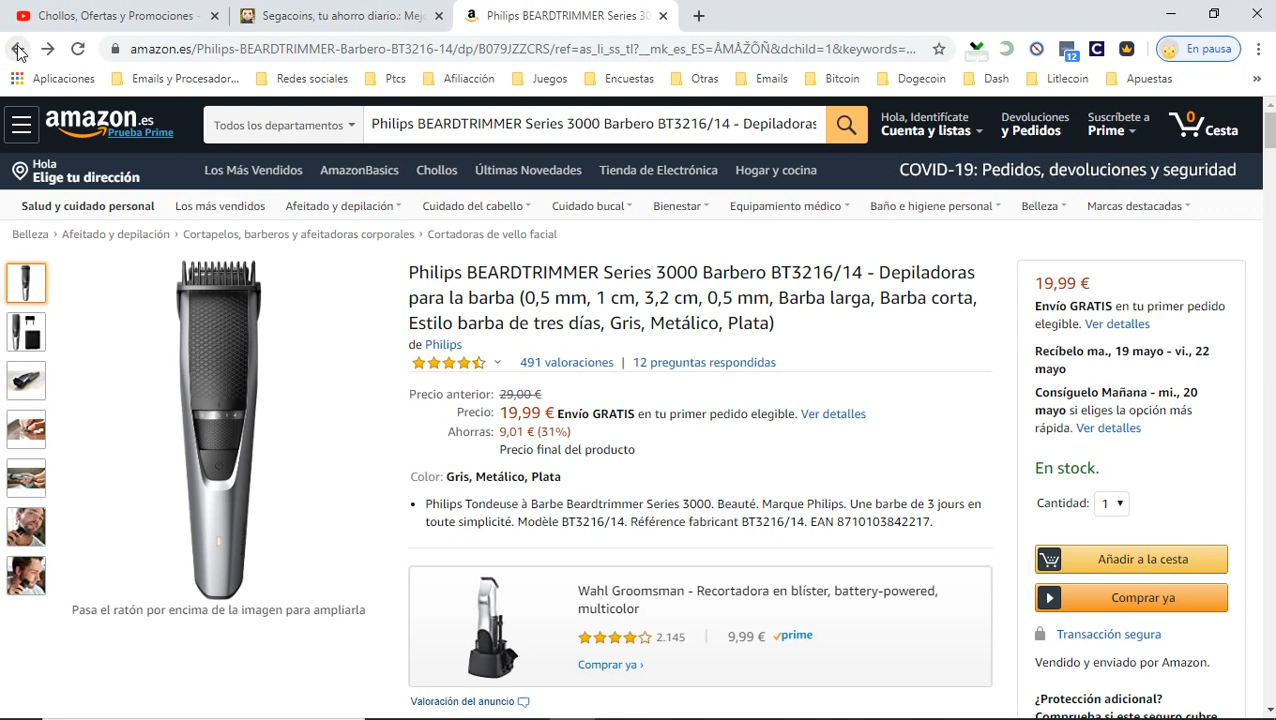 Chollos, Ofertas y Promociones -
Segacoins, tu ahorro diario.: Mej
Philips BEARDTRIMMER Series 30
amazon.es/Philips-BEARDTRIMMER-Barbero-BT3216-14/dp/B079JZZCRS/ref=as_li_ss_tl?__mk_es_ES=ÅMÅŽÕÑ&dchild=1&keywords=...
12
En pausa
Aplicaciones
Emails y Procesador...
Redes sociales
Ptcs
Afiliacción
Juegos
Encuestas
Otras
Emails
Bitcoin
Dogecoin
Dash
Litlecoin
Apuestas
»
amazon.es
Prueba Prime
Todos los departamentos
Philips BEARDTRIMMER Series 3000 Barbero BT3216/14 - Depiladoras
Hola, Identifícate
Cuenta y listas
Devoluciones
y Pedidos
Suscríbete a
Prime
0
Cesta
Hola
Elige tu dirección
Los Más Vendidos
AmazonBasics
Chollos
Últimas Novedades
Tienda de Electrónica
Hogar y cocina
COVID-19: Pedidos, devoluciones y seguridad
Salud y cuidado personal
Los más vendidos
Afeitado y depilación
Cuidado del cabello
Cuidado bucal
Bienestar
Equipamiento médico
Baño e higiene personal
Belleza
Marcas destacadas
Belleza › Afeitado y depilación › Cortapelos, barberos y afeitadoras corporales › Cortadoras de vello facial
Philips BEARDTRIMMER Series 3000 Barbero BT3216/14 - Depiladoras
para la barba (0,5 mm, 1 cm, 3,2 cm, 0,5 mm, Barba larga, Barba corta,
Estilo barba de tres días, Gris, Metálico, Plata)
de Philips
491 valoraciones | 12 preguntas respondidas
Precio anterior: 29,00 €
Precio: 19,99 € Envío GRATIS en tu primer pedido elegible. Ver detalles
Ahorras: 9,01 € (31%)
Precio final del producto
Color: Gris, Metálico, Plata
• Philips Tondeuse à Barbe Beardtrimmer Series 3000. Beauté. Marque Philips. Une barbe de 3 jours en
toute simplicité. Modèle BT3216/14. Référence fabricant BT3216/14. EAN 8710103842217.
Pasa el ratón por encima de la imagen para ampliarla
Wahl Groomsman - Recortadora en blíster, battery-powered,
multicolor
2.145 | 9,99 € prime
Comprar ya ›
Valoración del anuncio
19,99 €
Envío GRATIS en tu primer pedido
elegible. Ver detalles
Recíbelo ma., 19 mayo - vi., 22
mayo
Consíguelo Mañana - mi., 20
mayo si eliges la opción más
rápida. Ver detalles
En stock.
Cantidad: 1
Añadir a la cesta
Comprar ya
Transacción segura
Vendido y enviado por Amazon.
¿Protección adicional?
Comprueba si este seguro cubre